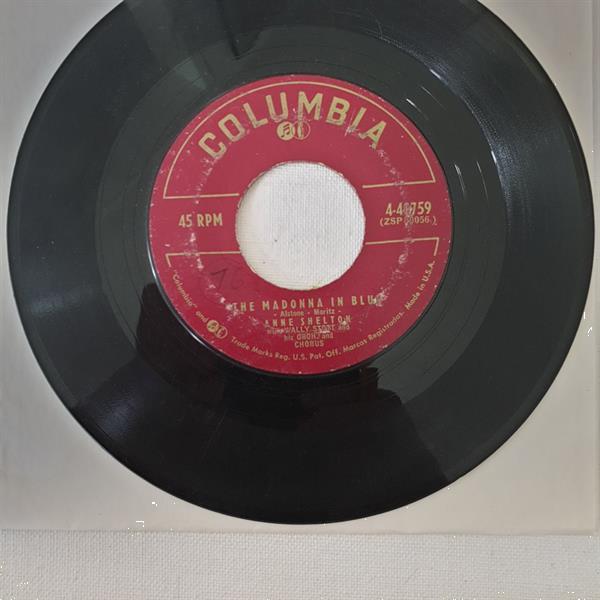 COLUMBIA
45 RPM
4-40759
(ZSP
16
THE MADONNA IN BLUE
- Alstone - Moritz -
ANNE SHELTON
with WALLY STOTT and
his ORCH. and
CHORUS
"Columbia" and Trade Marks Reg. U.S. Pat. Off. Marcas Registradas. Made in U.S.A.